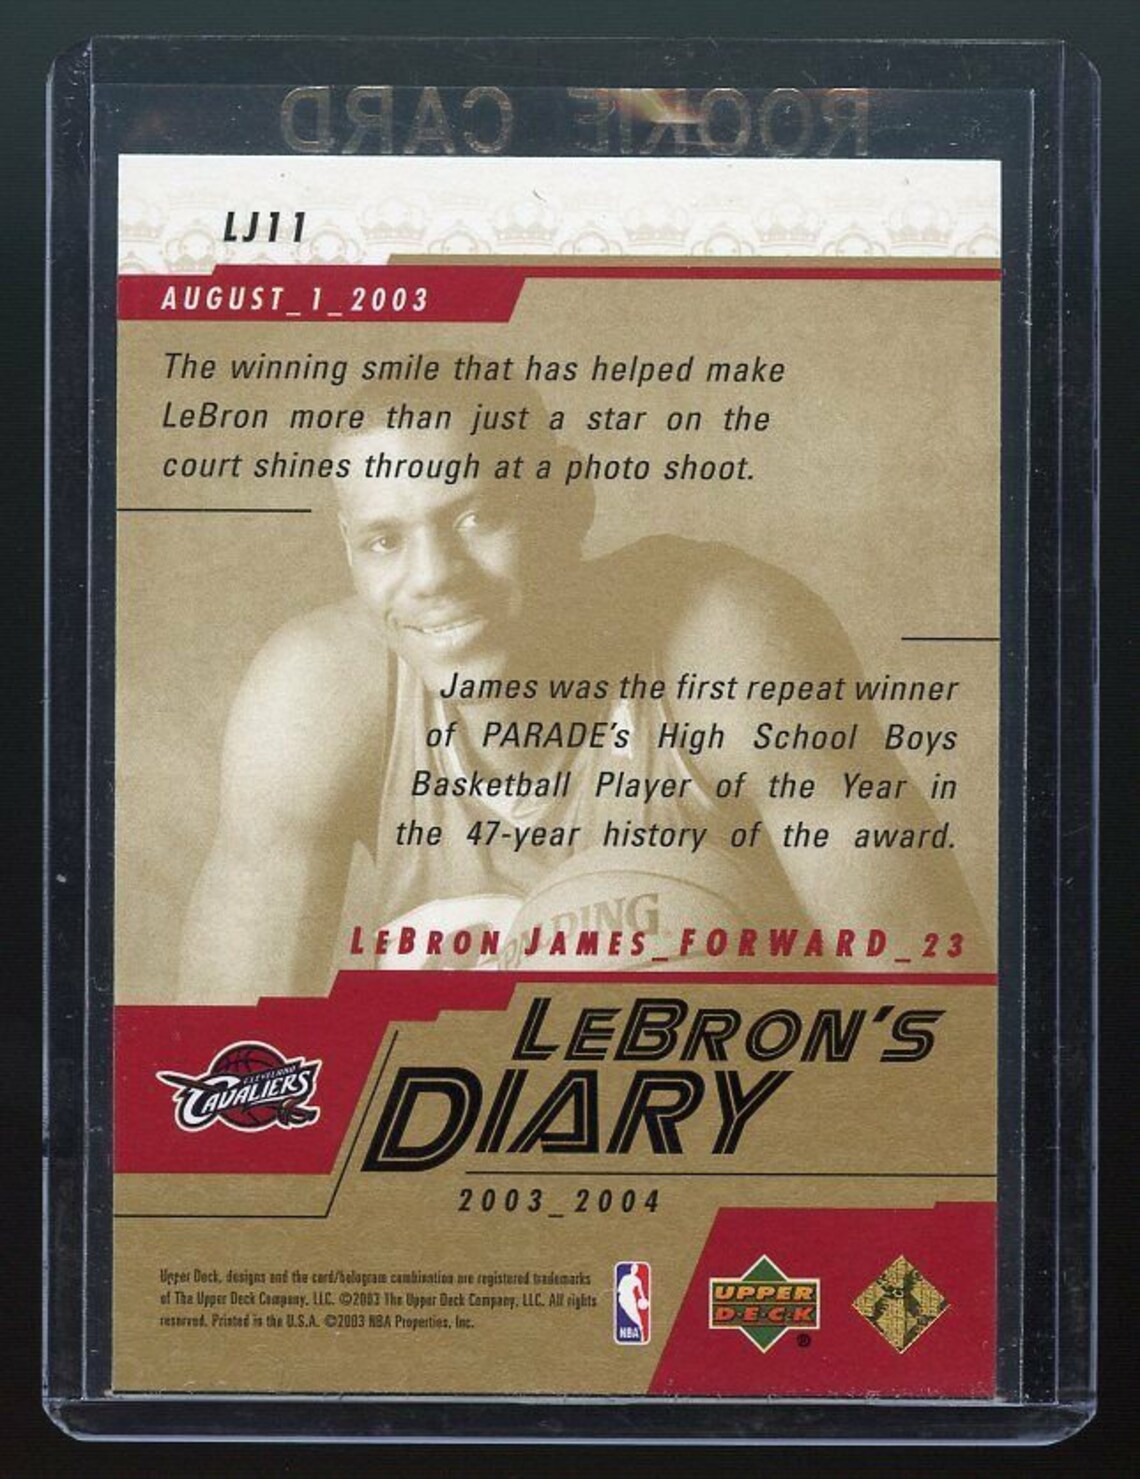 ROOKIE CARD
LJ11
AUGUST_1_2003
The winning smile that has helped make
LeBron more than just a star on the
court shines through at a photo shoot.
James was the first repeat winner
of PARADE's High School Boys
Basketball Player of the Year in
the 47-year history of the award.
SPALDING
LEBRON JAMES_FORWARD_23
CLEVELAND
CAVALIERS
LEBRON'S
DIARY
2003_2004
Upper Deck, designs and the card/hologram combination are registered trademarks
of The Upper Deck Company, LLC. ©2003 The Upper Deck Company, LLC. All rights
reserved. Printed in the U.S.A. ©2003 NBA Properties, Inc.
NBA
UPPER
DECK
®